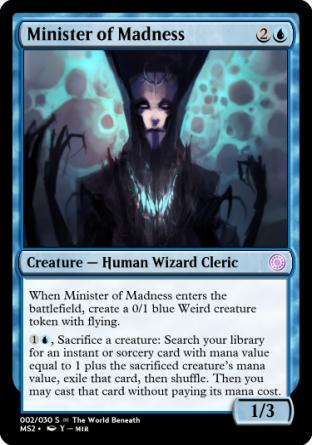 Minister of Madness 2
Creature — Human Wizard Cleric
When Minister of Madness enters the
battlefield, create a 0/1 blue Weird creature
token with flying.
1, Sacrifice a creature: Search your library
for an instant or sorcery card with mana value
equal to 1 plus the sacrificed creature's mana
value, exile that card, then shuffle. Then you
may cast that card without paying its mana cost.
1/3
002/030 S The World Beneath
MS2 • Y — MIR